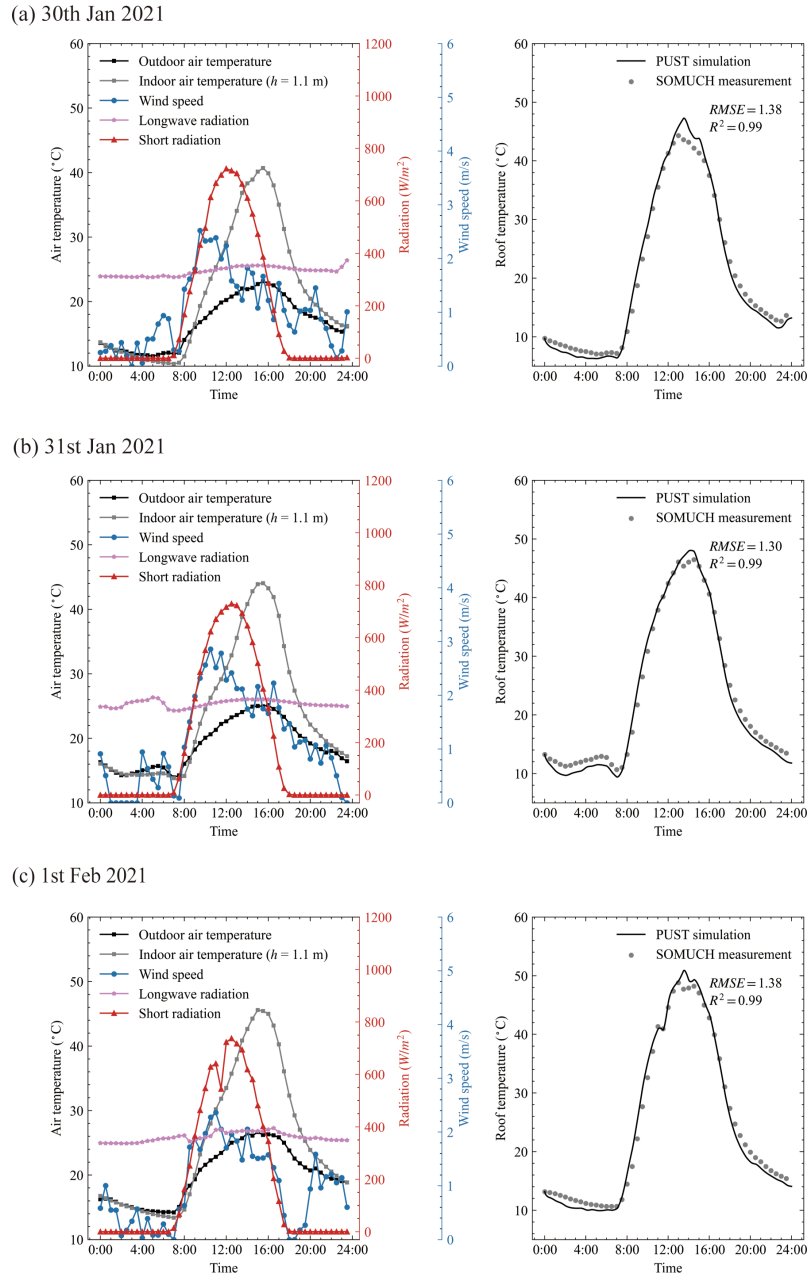 (a) 30th Jan 2021
Outdoor air temperature
Indoor air temperature (h = 1.1 m)
Wind speed
Longwave radiation
Short radiation
Air temperature (°C)
60
50
40
30
20
10
0:00 4:00 8:00 12:00 16:00 20:00 24:00
Time
1200
1000
800
600
400
200
0
Radiation (W/m²)
6
5
4
3
2
1
0
Wind speed (m/s)
PUST simulation
SOMUCH measurement
RMSE = 1.38
R² = 0.99
Roof temperature (°C)
60
50
40
30
20
10
0:00 4:00 8:00 12:00 16:00 20:00 24:00
Time
(b) 31st Jan 2021
Outdoor air temperature
Indoor air temperature (h = 1.1 m)
Wind speed
Longwave radiation
Short radiation
Air temperature (°C)
60
50
40
30
20
10
0:00 4:00 8:00 12:00 16:00 20:00 24:00
Time
1200
1000
800
600
400
200
0
Radiation (W/m²)
6
5
4
3
2
1
0
Wind speed (m/s)
PUST simulation
SOMUCH measurement
RMSE = 1.30
R² = 0.99
Roof temperature (°C)
60
50
40
30
20
10
0:00 4:00 8:00 12:00 16:00 20:00 24:00
Time
(c) 1st Feb 2021
Outdoor air temperature
Indoor air temperature (h = 1.1 m)
Wind speed
Longwave radiation
Short radiation
Air temperature (°C)
60
50
40
30
20
10
0:00 4:00 8:00 12:00 16:00 20:00 24:00
Time
1200
1000
800
600
400
200
0
Radiation (W/m²)
6
5
4
3
2
1
0
Wind speed (m/s)
PUST simulation
SOMUCH measurement
RMSE = 1.38
R² = 0.99
Roof temperature (°C)
60
50
40
30
20
10
0:00 4:00 8:00 12:00 16:00 20:00 24:00
Time